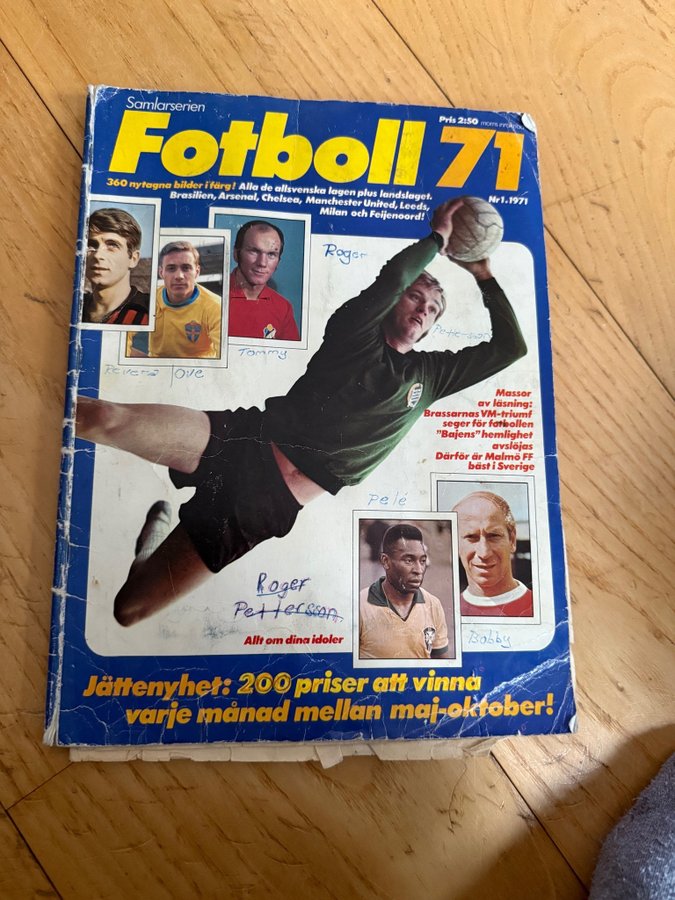 Samlarserien
Pris 2:50
Fotboll 71
360 nytagna bilder i färg! Alla de allsvenska lagen plus landslaget.
Brasilien, Arsenal, Chelsea, Manchester United, Leeds,
Milan och Feijenoord!
Nr 1. 1971
Roger
Pettersson
Tommy
Rivera
Ove
Massor
av läsning:
Brassarnas VM-triumf
seger för fotbollen
"Bajens" hemlighet
avslöjas
Därför är Malmö FF
bäst i Sverige
Pelé
Roger
Pettersson
Allt om dina idoler
Bobby
Jättenyhet: 200 priser att vinna
varje månad mellan maj-oktober!